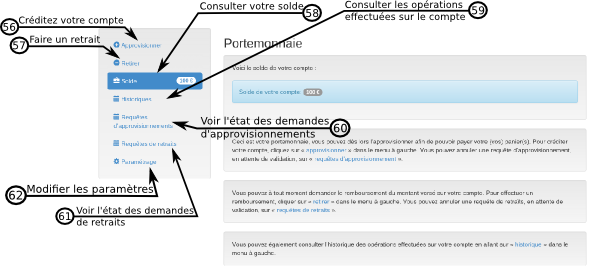 56 Créditez votre compte
57 Faire un retrait
Consulter votre solde 58
Consulter les opérations
effectuées sur le compte 59
Approvisionner
Retirer
Solde 100 €
Historiques
Requêtes
d'approvisionnements
Requêtes de retraits
Paramétrage
Voir l'état des demandes
d'approvisionnements 60
62 Modifier les paramètres
61 Voir l'état des demandes
de retraits
Portemonnaie
Voici le solde de votre compte :
Solde de votre compte 100 €
Ceci est votre portemonnaie, vous pouvez dès lors l'approvisionner afin de pouvoir payer votre (vos) panier(s). Pour créditer
votre compte, cliquez sur « approvisionner » dans le menu à gauche. Vous pouvez annuler une requête d'approvisionnement,
en attente de validation, sur « requêtes d'approvisionnement ».
Vous pouvez à tout moment demander le remboursement du montant versé sur votre compte. Pour effectuer un
remboursement, cliquer sur « retirer » dans le menu à gauche. Vous pouvez annuler une requête de retraits, en attente de
validation, sur « requêtes de retraits ».
Vous pouvez également consulter l'historique des opérations effectuées sur votre compte en allant sur « historique » dans le
menu à gauche.